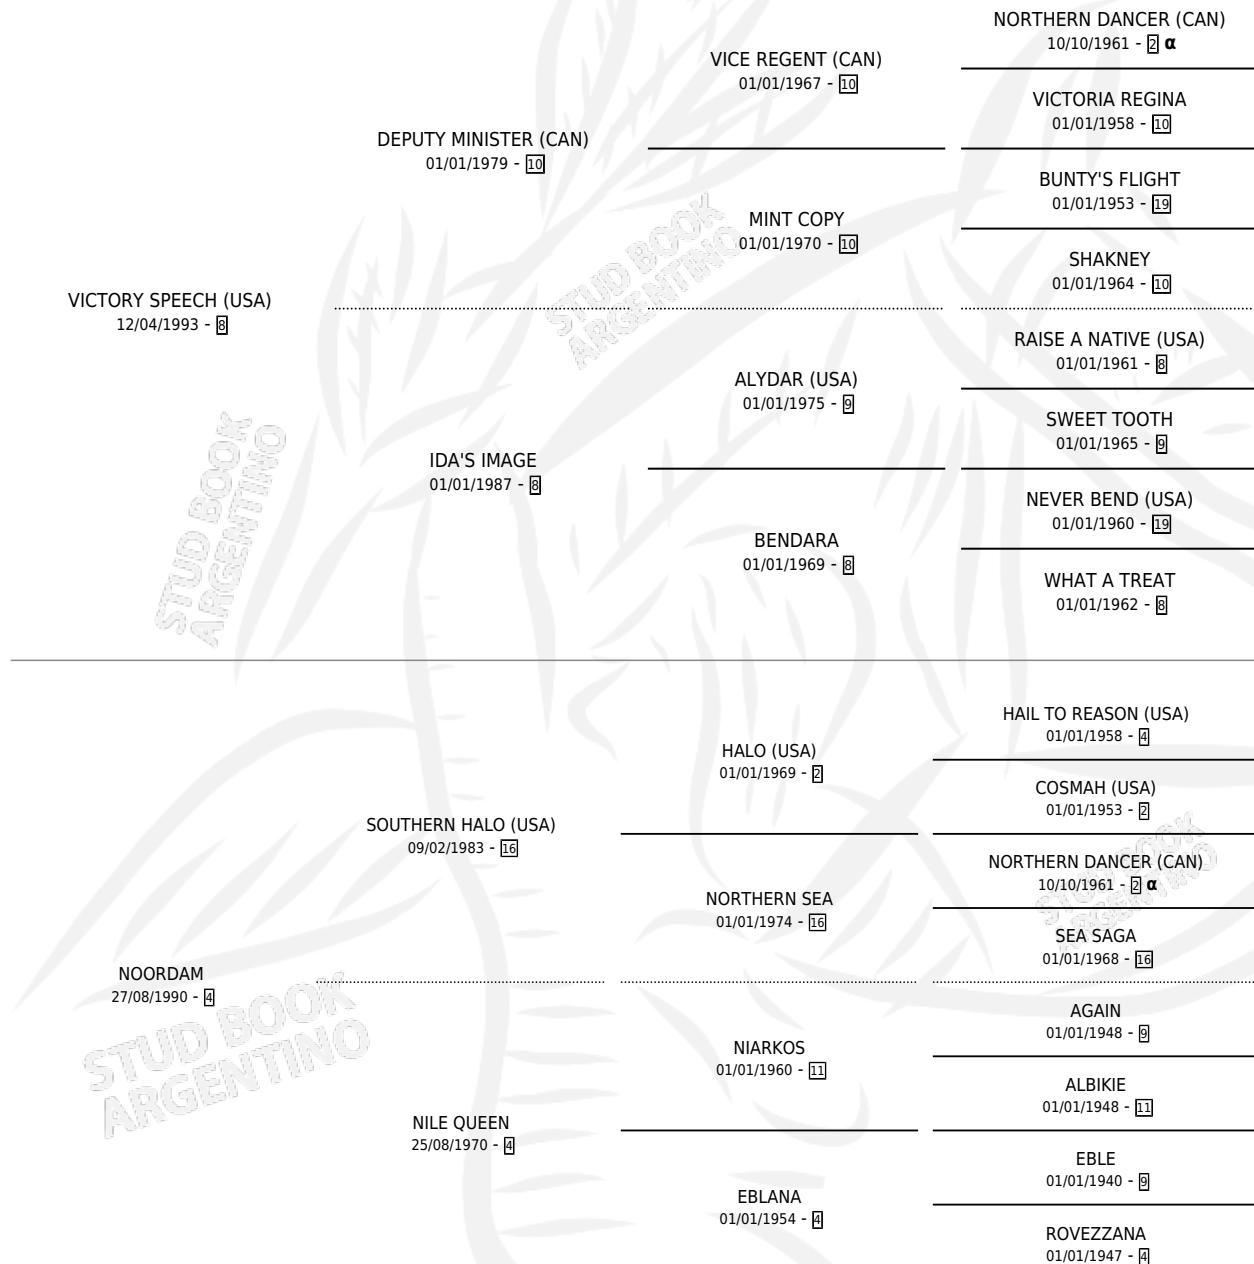 NORTHERN DANCER (CAN)
10/10/1961 - 2 α
VICE REGENT (CAN)
01/01/1967 - 10
VICTORIA REGINA
01/01/1958 - 10
DEPUTY MINISTER (CAN)
01/01/1979 - 10
BUNTY'S FLIGHT
01/01/1953 - 19
MINT COPY
01/01/1970 - 10
SHAKNEY
01/01/1964 - 10
VICTORY SPEECH (USA)
12/04/1993 - 8
RAISE A NATIVE (USA)
01/01/1961 - 8
ALYDAR (USA)
01/01/1975 - 9
SWEET TOOTH
01/01/1965 - 9
IDA'S IMAGE
01/01/1987 - 8
NEVER BEND (USA)
01/01/1960 - 19
BENDARA
01/01/1969 - 8
WHAT A TREAT
01/01/1962 - 8
HAIL TO REASON (USA)
01/01/1958 - 4
HALO (USA)
01/01/1969 - 2
COSMAH (USA)
01/01/1953 - 2
SOUTHERN HALO (USA)
09/02/1983 - 16
NORTHERN DANCER (CAN)
10/10/1961 - 2 α
NORTHERN SEA
01/01/1974 - 16
SEA SAGA
01/01/1968 - 16
NOORDAM
27/08/1990 - 4
AGAIN
01/01/1948 - 9
NIARKOS
01/01/1960 - 11
ALBIKIE
01/01/1948 - 11
NILE QUEEN
25/08/1970 - 4
EBLE
01/01/1940 - 9
EBLANA
01/01/1954 - 4
ROVEZZANA
01/01/1947 - 4
STUD BOOK
ARGENTINO
STUD BOOK
ARGENTINO
STUD BOOK
ARGENTINO
STUD BOOK
ARGENTINO